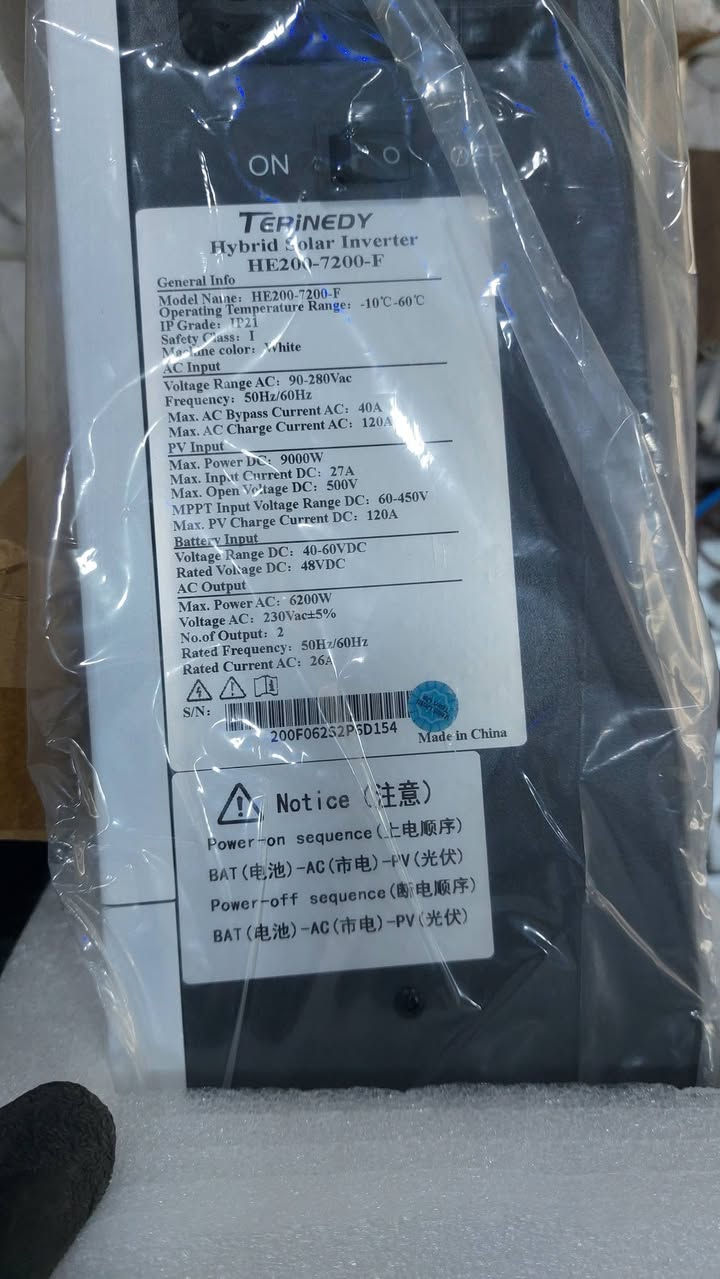 ON
OFF
TERINEDY
Hybrid Solar Inverter
HE200-7200-F
General Info
Model Name: HE200-7200-F
Operating Temperature Range: -10℃-60℃
IP Grade: IP21
Safety Class: I
Machine color: White
AC Input
Voltage Range AC: 90-280Vac
Frequency: 50Hz/60Hz
Max. AC Bypass Current AC: 40A
Max. AC Charge Current AC: 120A
PV Input
Max. Power DC: 9000W
Max. Input Current DC: 27A
Max. Open Voltage DC: 500V
MPPT Input Voltage Range DC: 60-450V
Max. PV Charge Current DC: 120A
Battery Input
Voltage Range DC: 40-60VDC
Rated Voltage DC: 48VDC
AC Output
Max. Power AC: 6200W
Voltage AC: 230Vac±5%
No.of Output: 2
Rated Frequency: 50Hz/60Hz
Rated Current AC: 26A
S/N:
200F062S2P6D154
Made in China
Notice (注意)
Power-on sequence(上电顺序)
BAT(电池)-AC(市电)-PV(光伏)
Power-off sequence(断电顺序)
BAT(电池)-AC(市电)-PV(光伏)